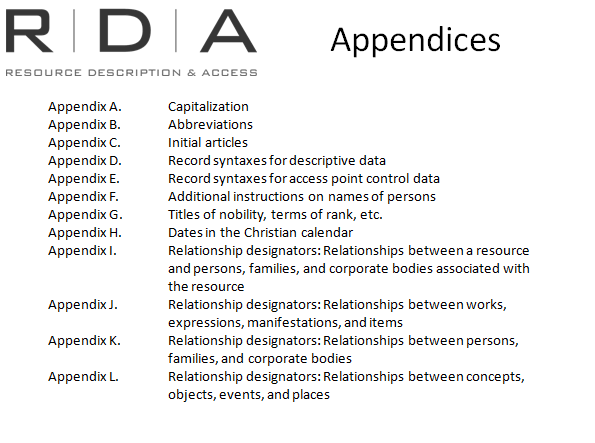 R | D | A
RESOURCE DESCRIPTION & ACCESS
Appendices
Appendix A. Capitalization
Appendix B. Abbreviations
Appendix C. Initial articles
Appendix D. Record syntaxes for descriptive data
Appendix E. Record syntaxes for access point control data
Appendix F. Additional instructions on names of persons
Appendix G. Titles of nobility, terms of rank, etc.
Appendix H. Dates in the Christian calendar
Appendix I. Relationship designators: Relationships between a resource
and persons, families, and corporate bodies associated with
the resource
Appendix J. Relationship designators: Relationships between works,
expressions, manifestations, and items
Appendix K. Relationship designators: Relationships between persons,
families, and corporate bodies
Appendix L. Relationship designators: Relationships between concepts,
objects, events, and places